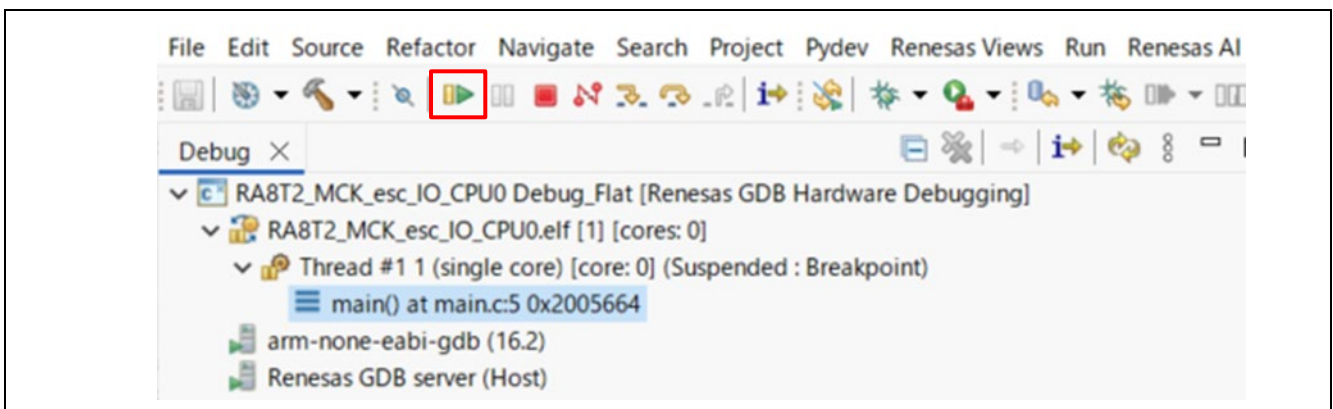 File Edit Source Refactor Navigate Search Project Pydev Renesas Views Run Renesas AI
Debug
RA8T2_MCK_esc_IO_CPU0 Debug_Flat [Renesas GDB Hardware Debugging]
RA8T2_MCK_esc_IO_CPU0.elf [1] [cores: 0]
Thread #1 1 (single core) [core: 0] (Suspended : Breakpoint)
main() at main.c:5 0x2005664
arm-none-eabi-gdb (16.2)
Renesas GDB server (Host)